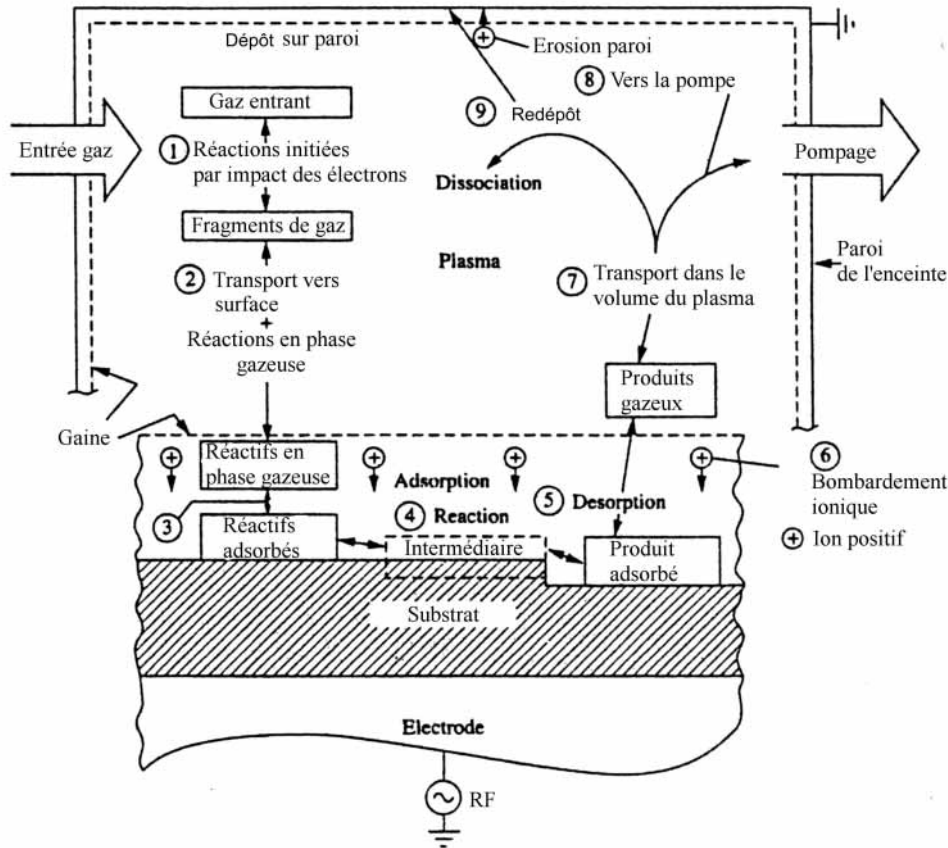 Dépôt sur paroi
Erosion paroi
8
Vers la pompe
Gaz entrant
9
Redépôt
Entrée gaz
1
Réactions initiées
par impact des électrons
Pompage
Dissociation
Fragments de gaz
Plasma
Paroi
de l'enceinte
2
Transport vers
surface
+
Réactions en phase
gazeuse
7
Transport dans le
volume du plasma
Produits
gazeux
Gaine
Réactifs en
phase gazeuse
Adsorption
6
Bombardement
ionique
3
4
Reaction
5
Desorption
Réactifs
adsorbés
Intermédiaire
Produit
adsorbé
+ Ion positif
Substrat
Electrode
RF